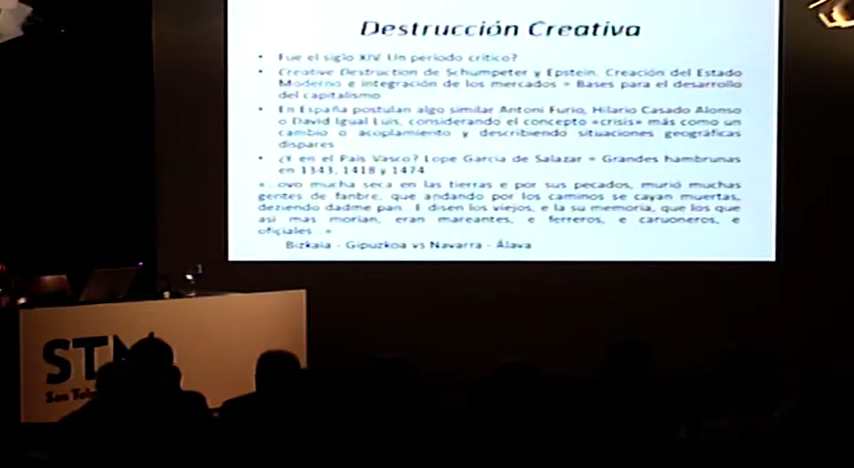 Destrucción Creativa
• Fue el siglo XIV Un período crítico?
• Creative Destruction de Schumpeter y Epstein. Creación del Estado
Moderno e integración de los mercados = Bases para el desarrollo
del capitalismo
• En España postulan algo similar Antoni Furio, Hilario Casado Alonso
o David Igual Luis, considerando el concepto «crisis» más como un
cambio o acoplamiento y describiendo situaciones geográficas
dispares
• ¿Y en el País Vasco? Lope García de Salazar = Grandes hambrunas
en 1343, 1418 y 1474
«...ovo mucha seca en las tierras e por sus pecados, murió muchas
gentes de fanbre, que andando por los caminos se cayan muertas,
deziendo dadme pan. E disen los viejos, e la su memoria, que los que
así mas morían, eran mareantes, e ferreros, e caruoneros, e
ofiçiales...»
Bizkaia - Gipuzkoa vs Navarra - Álava
STM
San